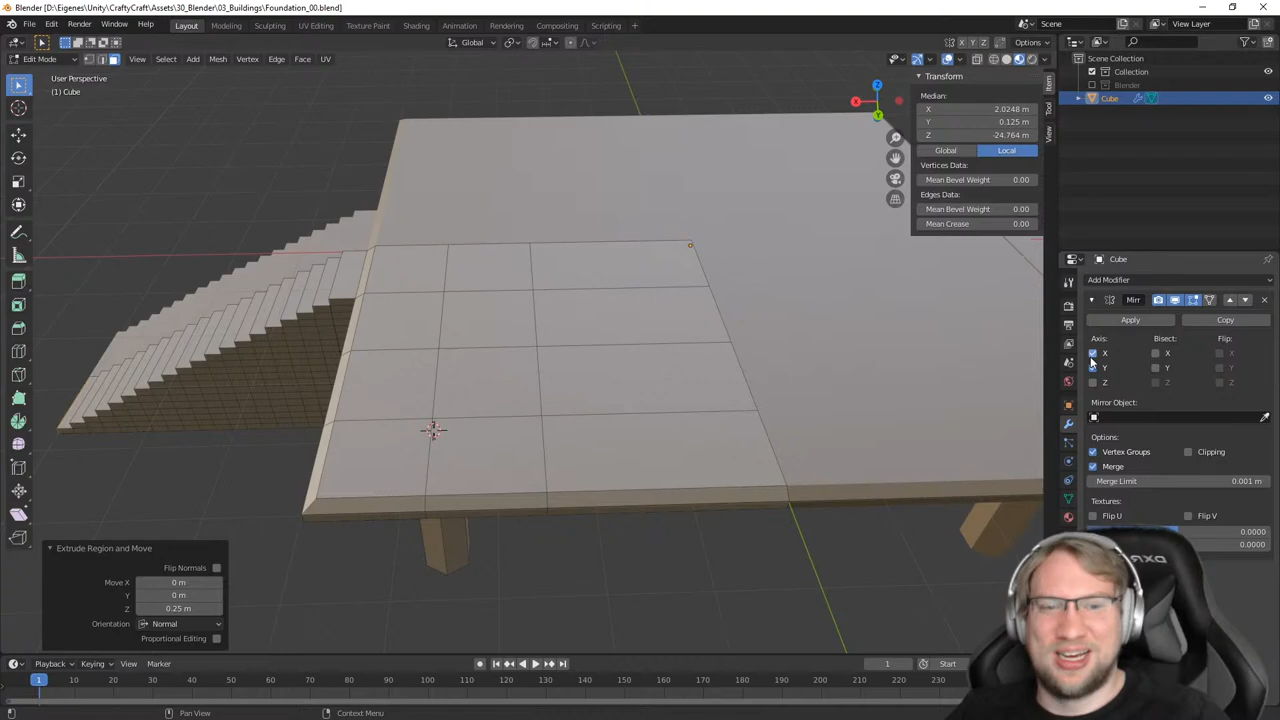 Blender [D:\Eigenes\Unity\CraftyCraft\Assets\30_Blender\03_Buildings\Foundation_00.blend]
File Edit Render Window Help Layout Modeling Sculpting UV Editing Texture Paint Shading Animation Rendering Compositing Scripting + Scene View Layer
Global X Y Z Options
Edit Mode View Select Add Mesh Vertex Edge Face UV
User Perspective
(1) Cube
Transform
Median:
X 2.0248 m
Y 0.125 m
Z -24.764 m
Global Local
Vertices Data:
Mean Bevel Weight 0.00
Edges Data:
Mean Bevel Weight 0.00
Mean Crease 0.00
Item
Tool
View
X
Y
Z
Scene Collection
Collection
Blender
Cube
Cube
Add Modifier
Mirr
Apply Copy
Axis: Bisect: Flip:
X X X
Y Y Y
Z Z Z
Mirror Object:
Options:
Vertex Groups Clipping
Merge
Merge Limit 0.001 m
Textures:
Flip U Flip V
0.0000
0.0000
DXR
Extrude Region and Move
Flip Normals
Move X 0 m
Y 0 m
Z 0.25 m
Orientation Normal
Proportional Editing
Playback Keying View Marker 1 Start
1 10 20 30 40 50 60 70 80 90 100 110 120 130 140 150 160 170 180 190 200 210 220 230
Pan View Context Menu